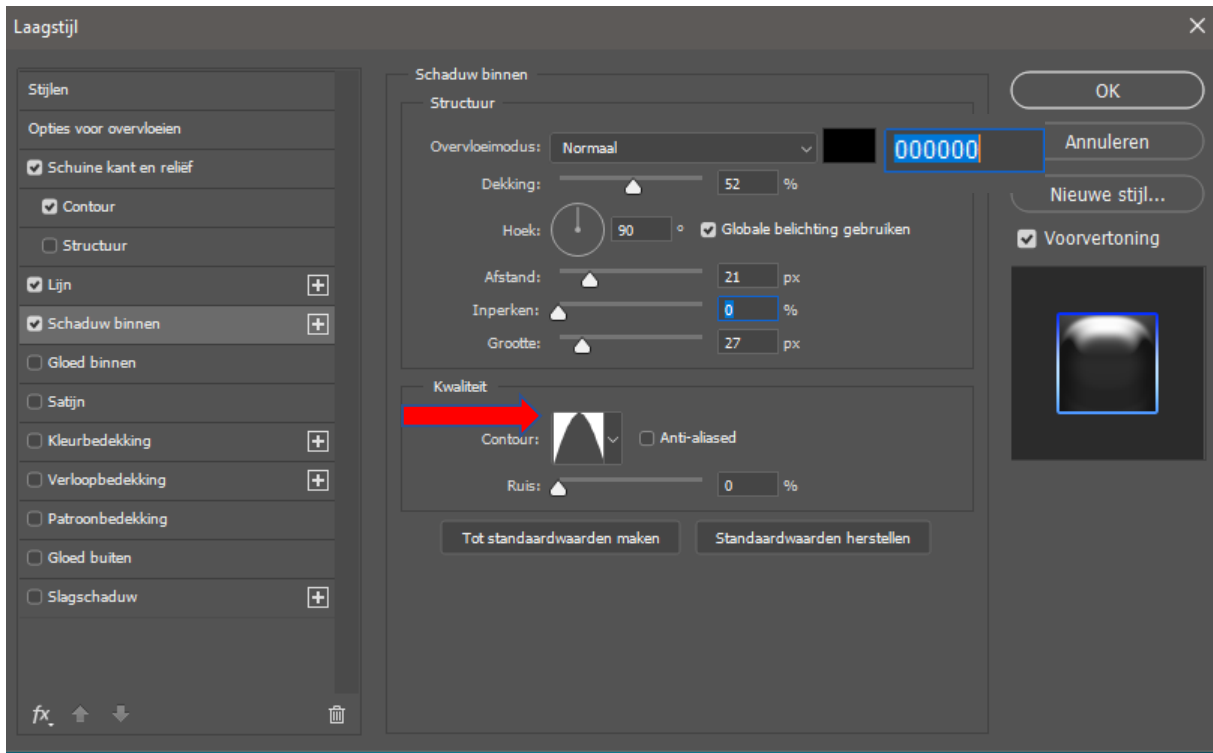 Laagstijl
Stijlen
Opties voor overvloeien
Schuine kant en reliëf
Contour
Structuur
Lijn
Schaduw binnen
Gloed binnen
Satijn
Kleurbedekking
Verloopbedekking
Patroonbedekking
Gloed buiten
Slagschaduw
fx
Schaduw binnen
Structuur
Overvloeimodus: Normaal 000000
Dekking: 52 %
Hoek: 90 ° Globale belichting gebruiken
Afstand: 21 px
Inperken: 0 %
Grootte: 27 px
Kwaliteit
Contour: Anti-aliased
Ruis: 0 %
Tot standaardwaarden maken Standaardwaarden herstellen
OK
Annuleren
Nieuwe stijl...
Voorvertoning